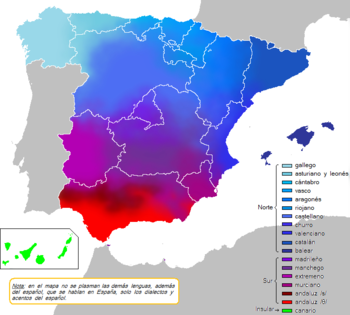 gallego
asturiano y leonés
cántabro
vasco
aragonés
riojano
Norte
castellano
churro
valenciano
catalán
balear
madrileño
manchego
extremeno
Sur
murciano
andaluz /s/
andaluz /θ/
Insular
canario
Nota: en el mapa no se plasman las demás lenguas, además
del español, que se hablan en España, solo los dialectos y
acentos del español.